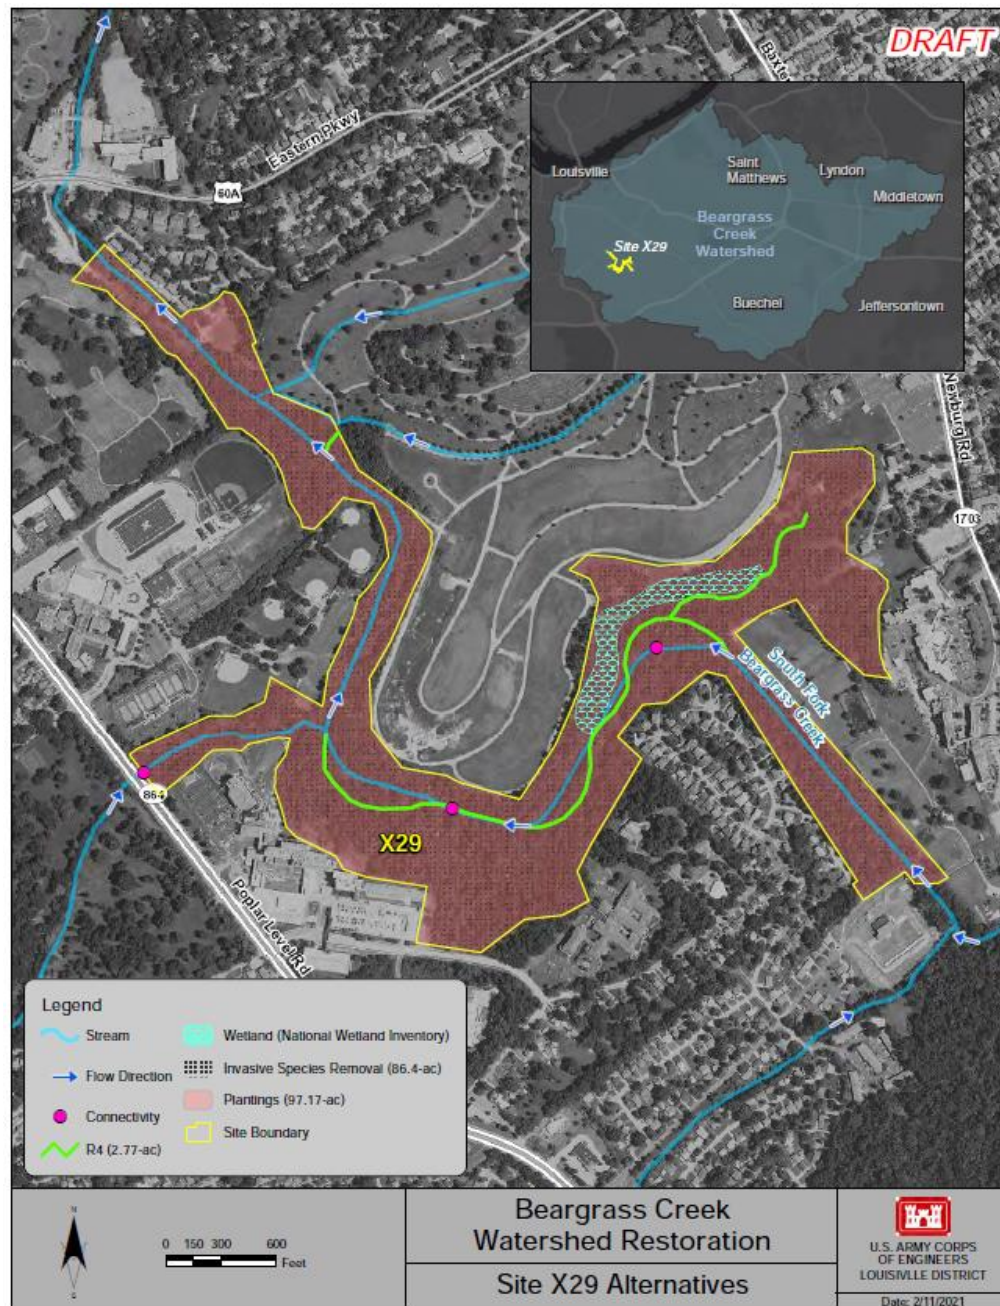 DRAFT
Baxter
Eastern Pkwy
60A
Louisville
Saint
Matthews
Lyndon
Middletown
Beargrass
Creek
Watershed
Site X29
Buechel
Jeffersontown
Newburg Rd
1703
South Fork
Beargrass Creek
864
X29
Poplar Level Rd
Legend
Stream
Flow Direction
Connectivity
R4 (2.77-ac)
Wetland (National Wetland Inventory)
Invasive Species Removal (86.4-ac)
Plantings (97.17-ac)
Site Boundary
N
S
0 150 300 600
Feet
Beargrass Creek
Watershed Restoration
Site X29 Alternatives
U.S. ARMY CORPS
OF ENGINEERS
LOUISIVLLE DISTRICT
Date: 2/11/2021